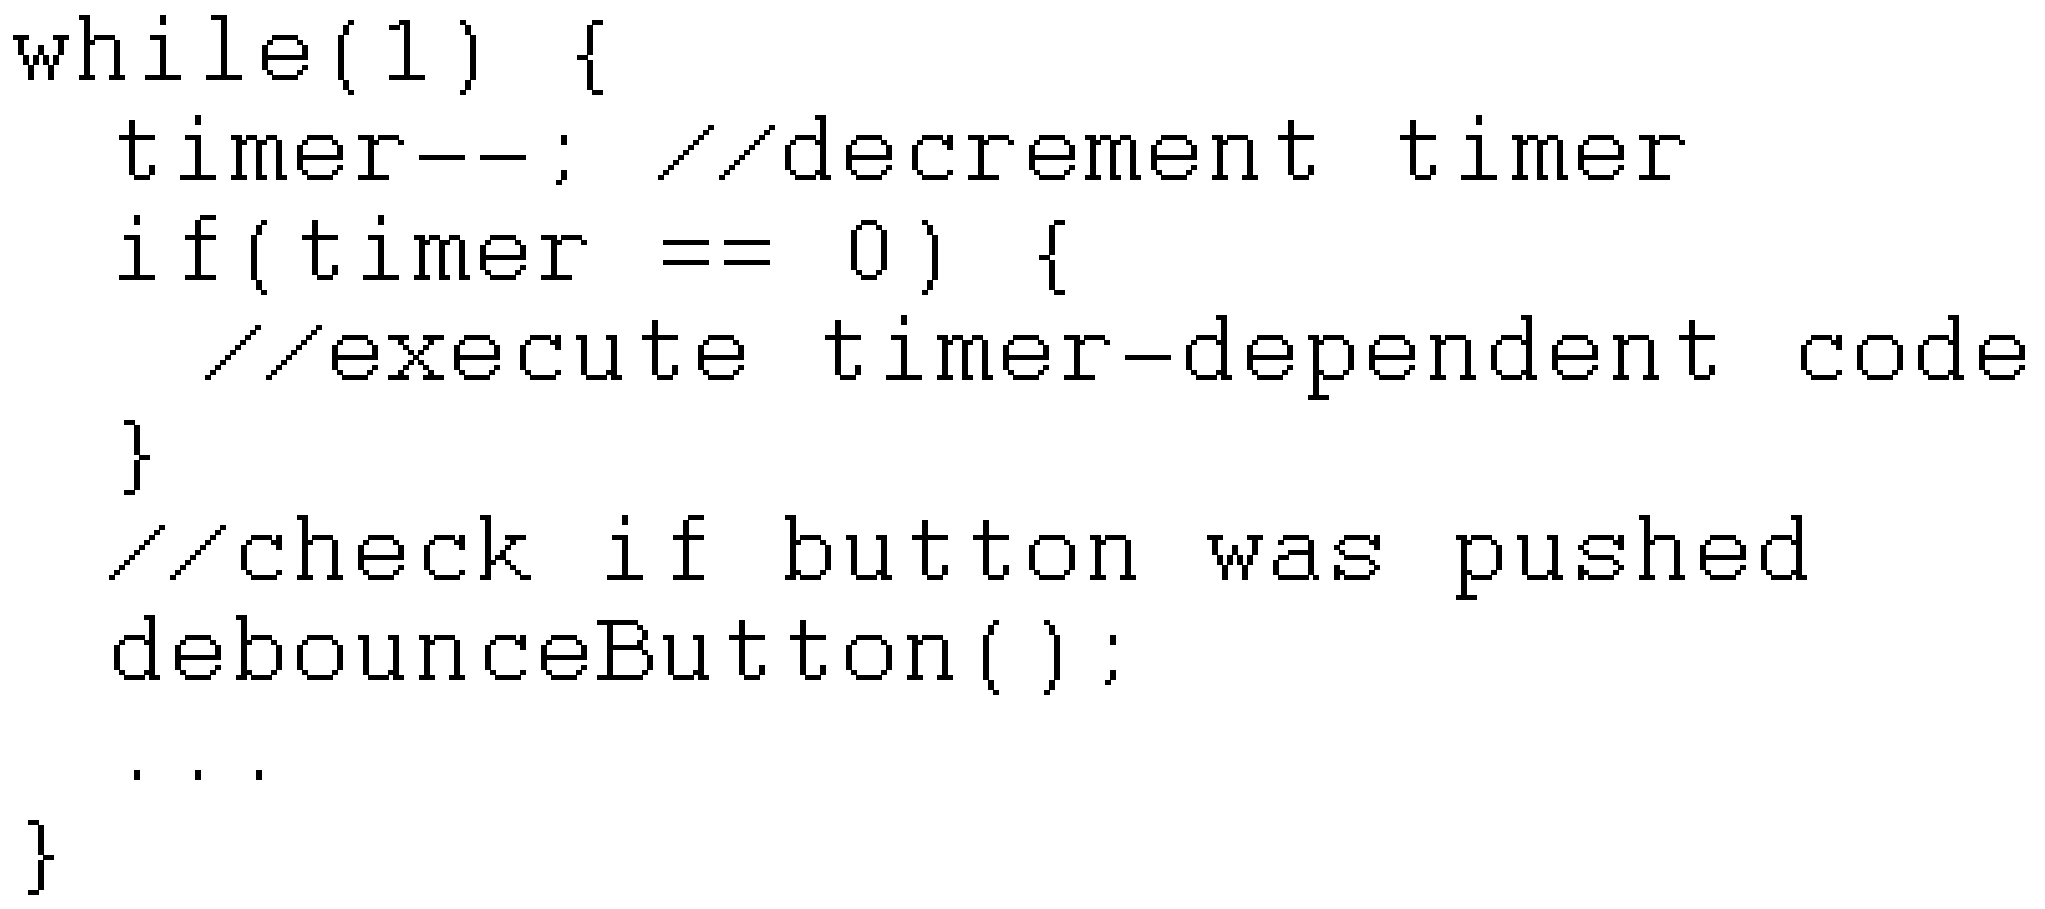 while(1) {
timer--; //decrement timer
if(timer == 0) {
//execute timer-dependent code
}
//check if button was pushed
debounceButton();
...
}